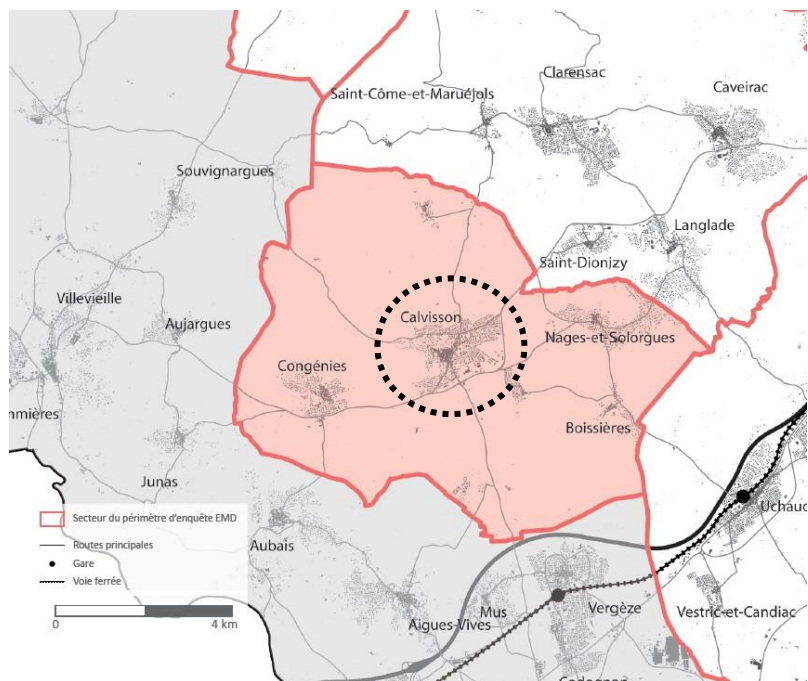 Clarensac
Caveirac
Saint-Côme-et-Maruéjols
Souvignargues
Langlade
Saint-Dionizy
Villevieille
Calvisson
Aujargues
Nages-et-Solorgues
Congénies
mmières
Boissières
Junas
Uchaud
Secteur du périmètre d'enquête EMD
Routes principales
Gare
Voie ferrée
0
4 km
Aubais
Mus
Vergèze
Vestric-et-Candiac
Aigues-Vives
Codognan